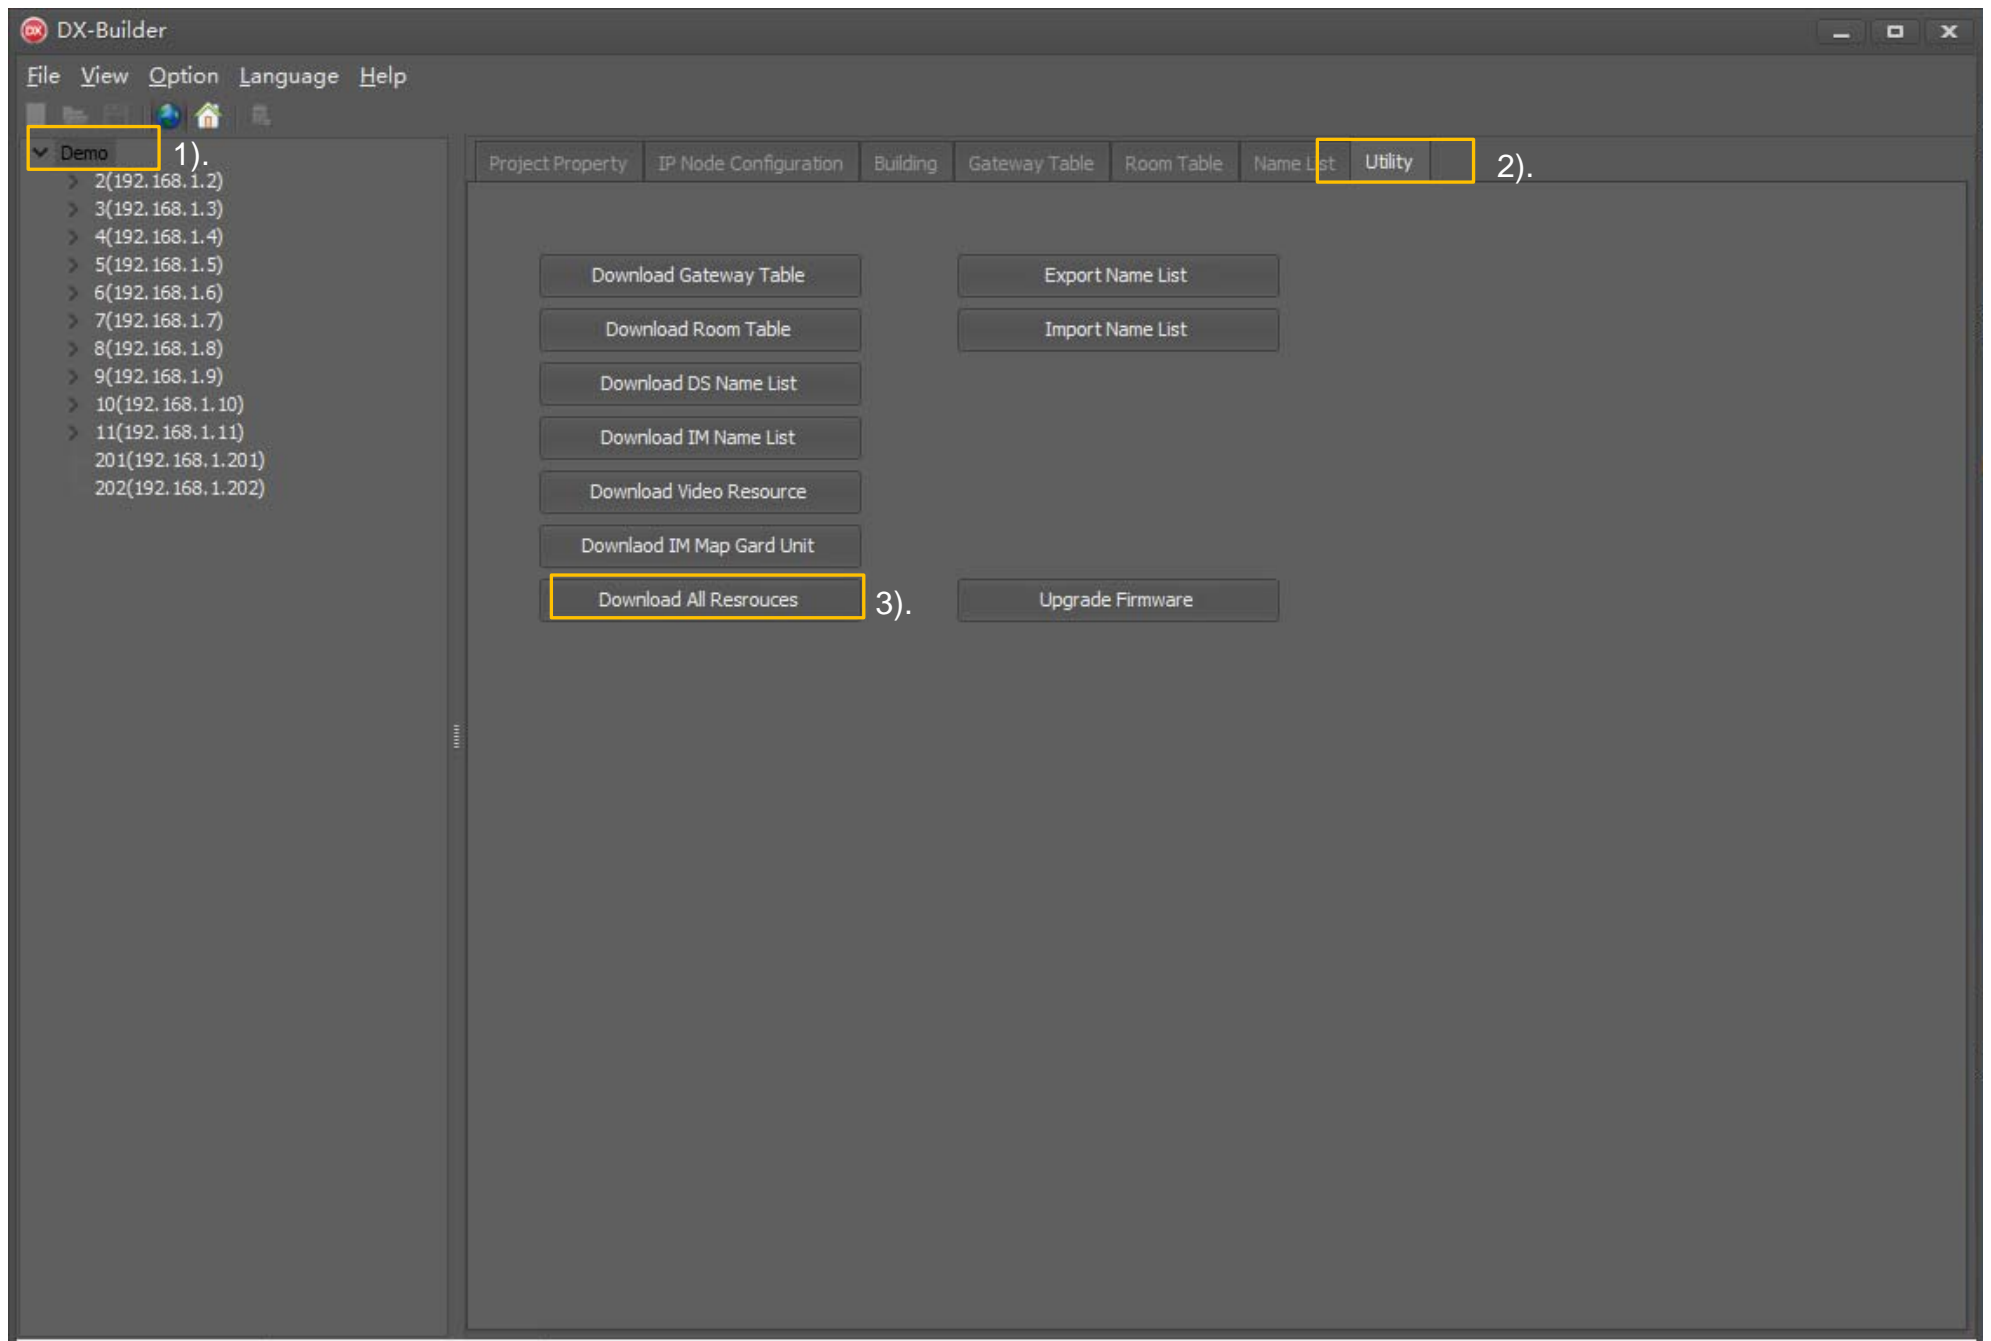 DX-Builder
File View Option Language Help
Demo
1).
2(192.168.1.2)
3(192.168.1.3)
4(192.168.1.4)
5(192.168.1.5)
6(192.168.1.6)
7(192.168.1.7)
8(192.168.1.8)
9(192.168.1.9)
10(192.168.1.10)
11(192.168.1.11)
201(192.168.1.201)
202(192.168.1.202)
Project Property IP Node Configuration Building Gateway Table Room Table Name List Utility
2).
Download Gateway Table
Export Name List
Download Room Table
Import Name List
Download DS Name List
Download IM Name List
Download Video Resource
Downlaod IM Map Gard Unit
Download All Resrouces
3).
Upgrade Firmware